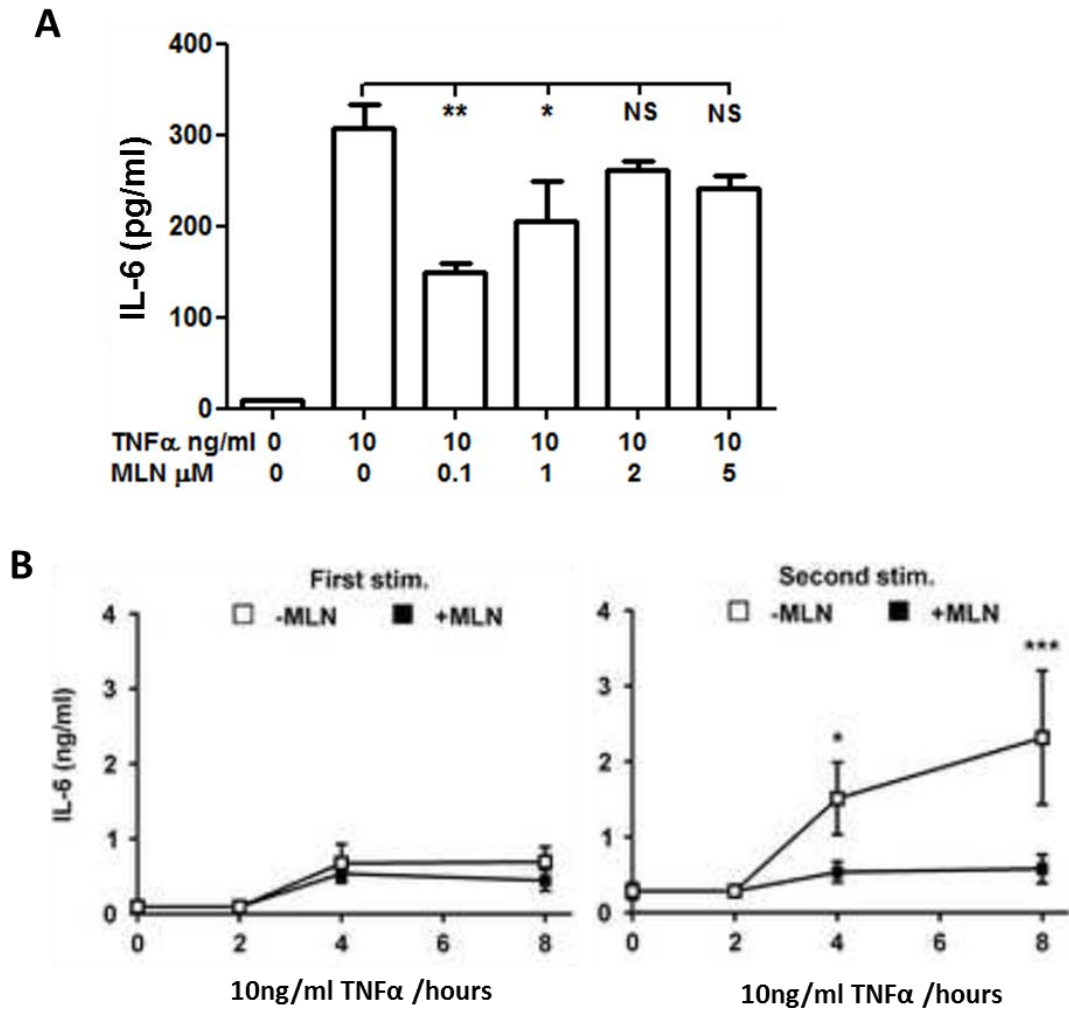 A
400
300
200
100
0
IL-6 (pg/ml)
** * NS NS
TNFα ng/ml 0 10 10 10 10 10
MLN μM 0 0 0.1 1 2 5
B
First stim.
-MLN +MLN
4
3
2
1
0
IL-6 (ng/ml)
0 2 4 6 8
10ng/ml TNFα /hours
Second stim.
-MLN +MLN
4
3
2
1
0
* ***
0 2 4 6 8
10ng/ml TNFα /hours